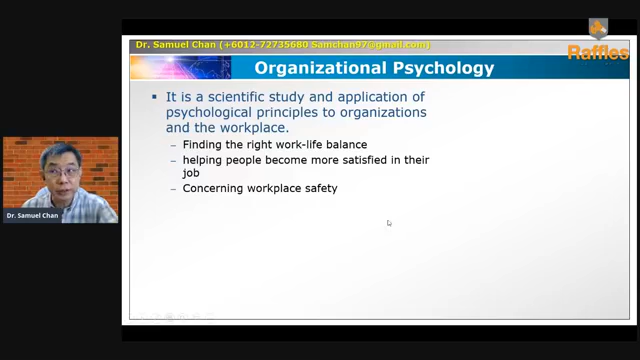 Dr. Samuel Chan (+6012-72735680 Samchan97@gmail.com)
Raffles
Organizational Psychology
▪ It is a scientific study and application of
psychological principles to organizations
and the workplace.
– Finding the right work-life balance
– helping people become more satisfied in their
job
– Concerning workplace safety
Dr. Samuel Chan